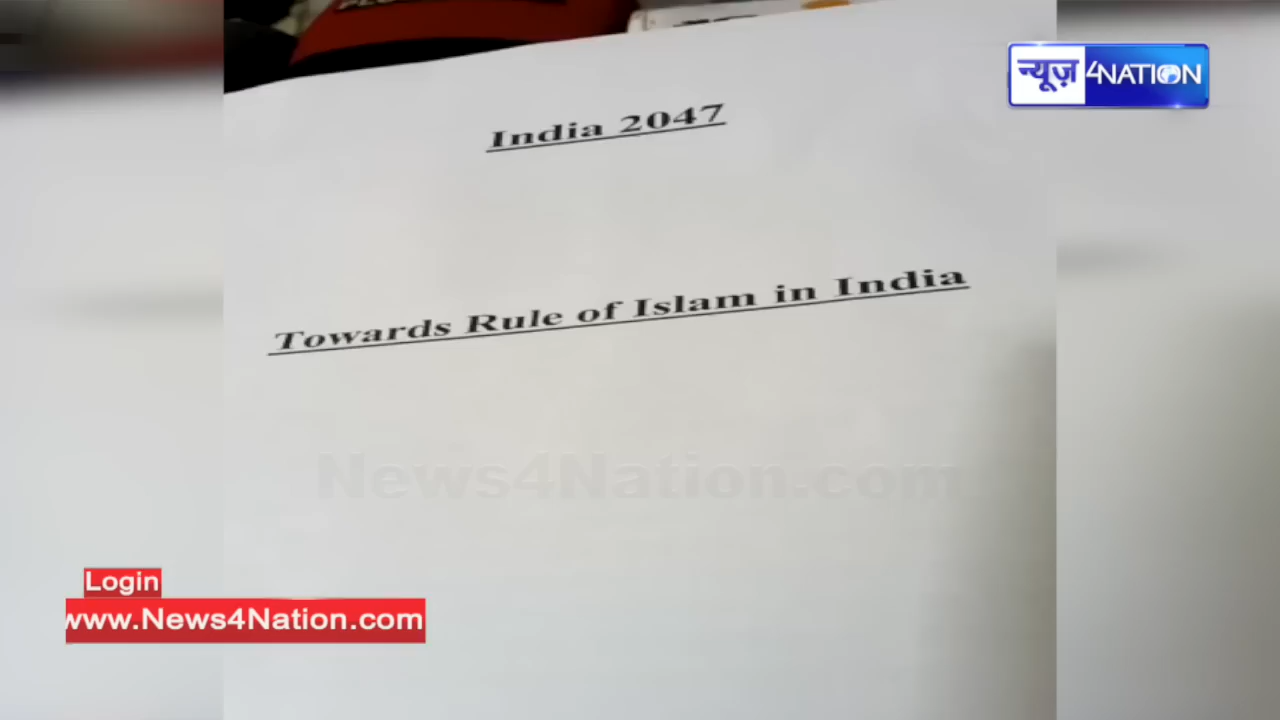 न्यूज़ 4NATION
India 2047
Towards Rule of Islam in India
News4Nation.com
Login
www.News4Nation.com